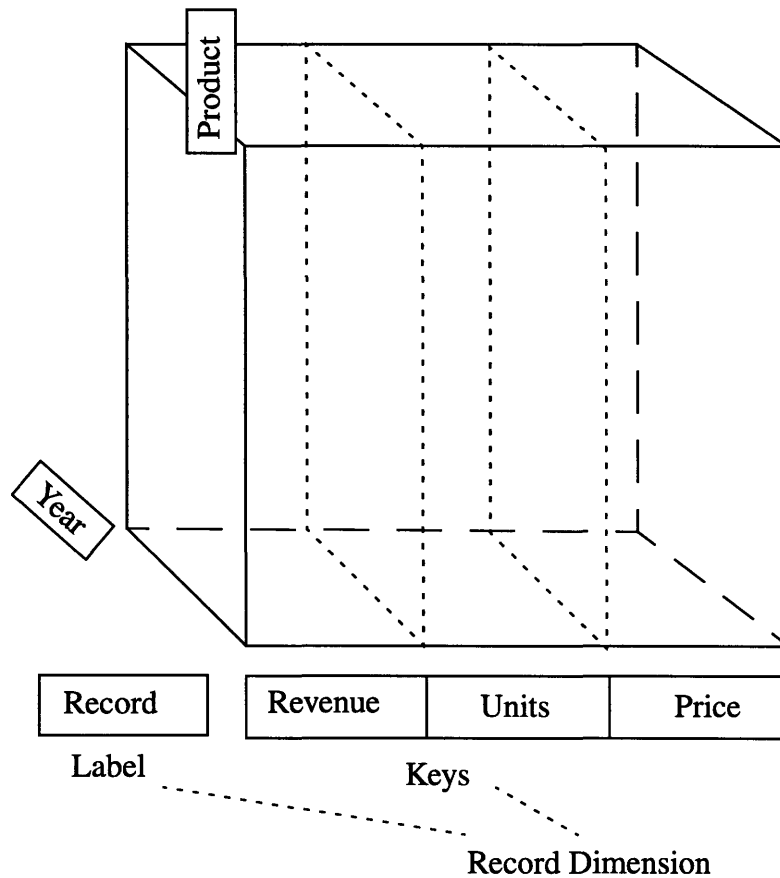 Product
Year
Record Revenue Units Price
Label Keys
Record Dimension